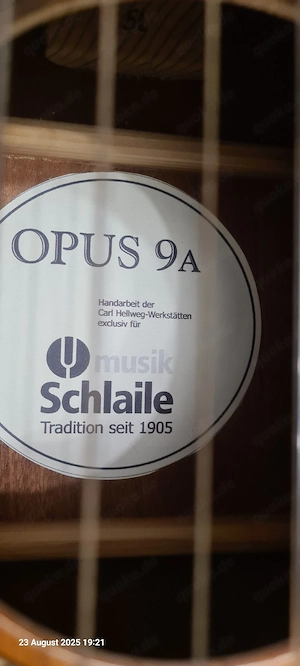 OPUS 9A
Handarbeit der
Carl Hellweg-Werkstätten
exclusiv für
musik
Schlaile
Tradition seit 1905
23 August 2025 19:21